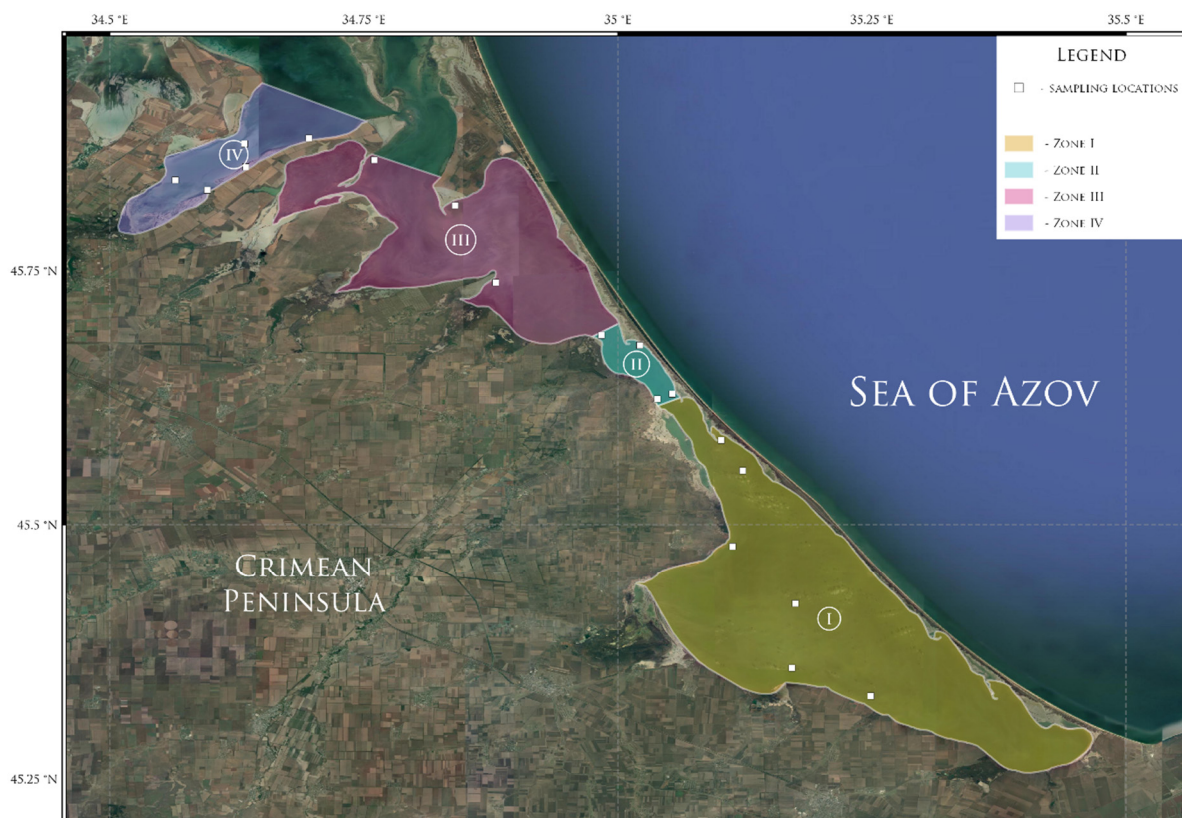 34.5 °E
34.75 °E
35 °E
35.25 °E
35.5 °E
LEGEND
- SAMPLING LOCATIONS
- ZONE I
- ZONE II
- ZONE III
- ZONE IV
IV
III
45.75 °N
II
SEA OF AZOV
45.5 °N
CRIMEAN
PENINSULA
I
45.25 °N